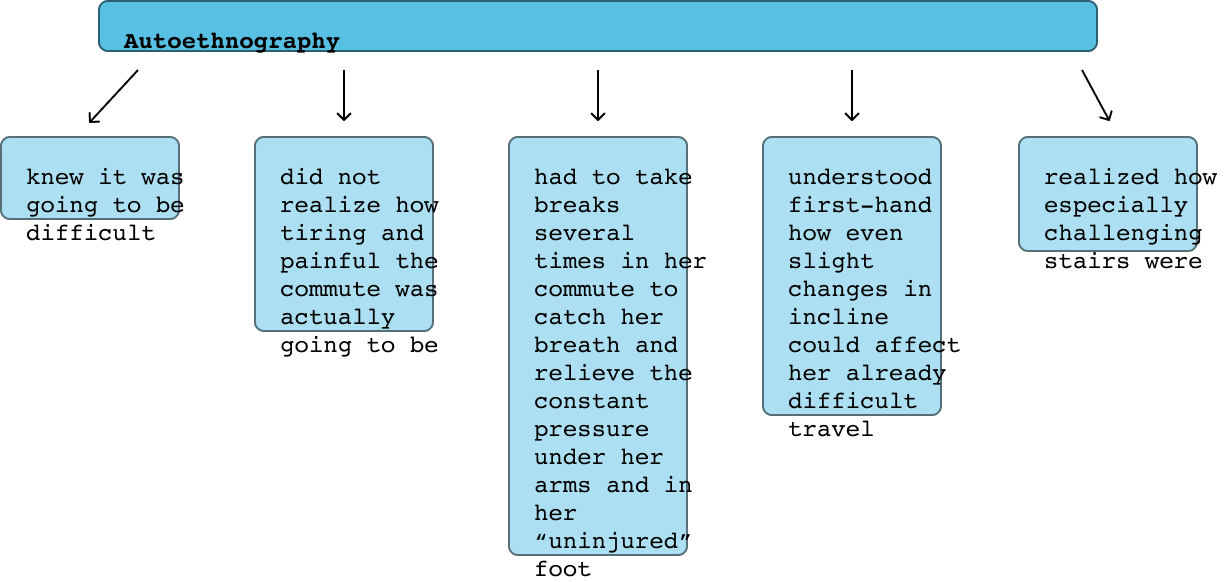 Autoethnography
knew it was
going to be
difficult
did not
realize how
tiring and
painful the
commute was
actually
going to be
had to take
breaks
several
times in her
commute to
catch her
breath and
relieve the
constant
pressure
under her
arms and in
her
“uninjured”
foot
understood
first-hand
how even
slight
changes in
incline
could affect
her already
difficult
travel
realized how
especially
challenging
stairs were